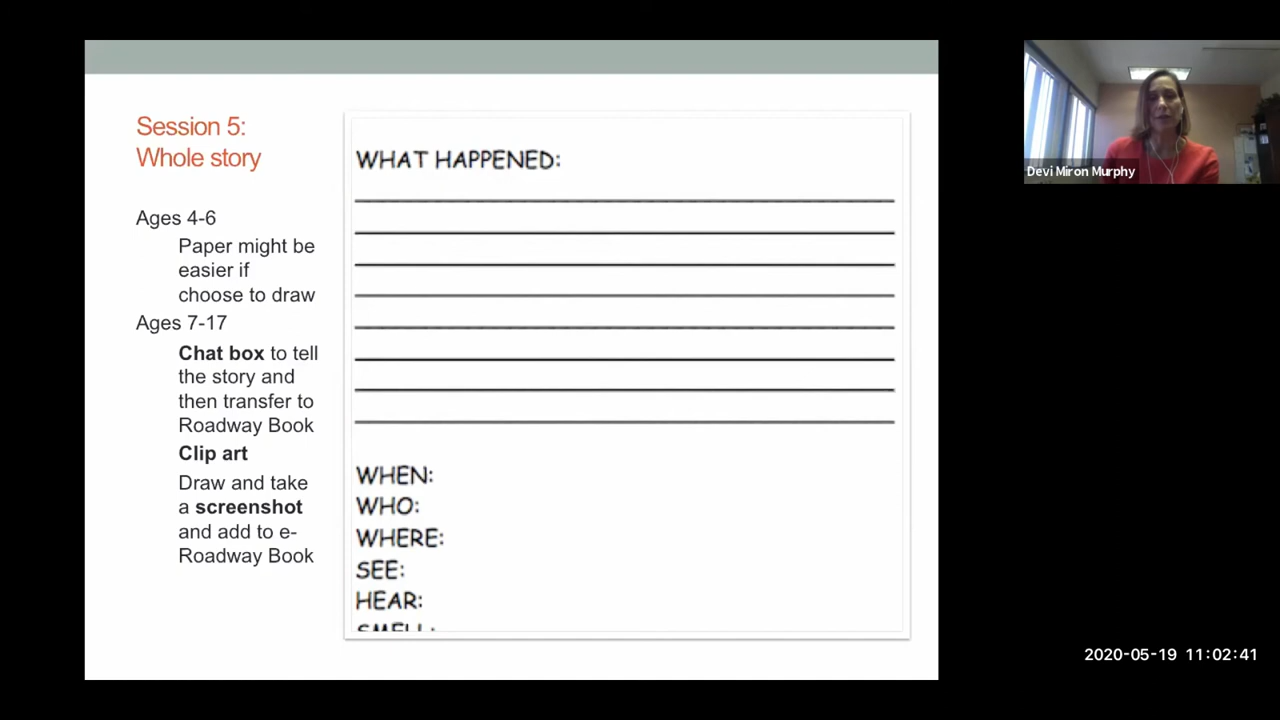 Session 5:
Whole story
Ages 4-6
Paper might be
easier if
choose to draw
Ages 7-17
Chat box to tell
the story and
then transfer to
Roadway Book
Clip art
Draw and take
a screenshot
and add to e-
Roadway Book
WHAT HAPPENED:
WHEN:
WHO:
WHERE:
SEE:
HEAR:
SMELL:
Devi Miron Murphy
2020-05-19 11:02:41